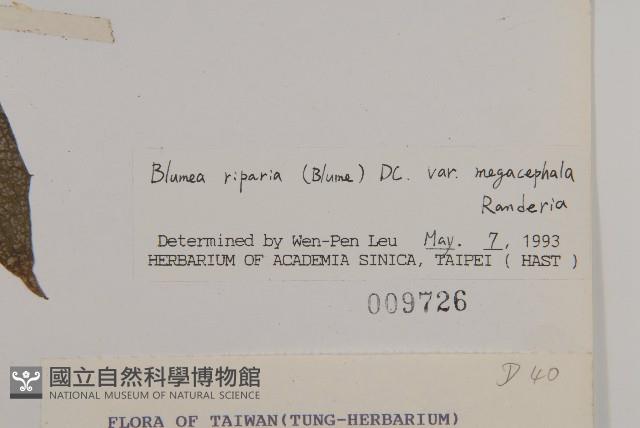 Blumea riparia (Blume) DC. var. megacephala
Randeria
Determined by Wen-Pen Leu May. 7, 1993
HERBARIUM OF ACADEMIA SINICA, TAIPEI ( HAST )
009726
D 40
國立自然科學博物館
NATIONAL MUSEUM OF NATURAL SCIENCE
FLORA OF TAIWAN(TUNG-HERBARIUM)